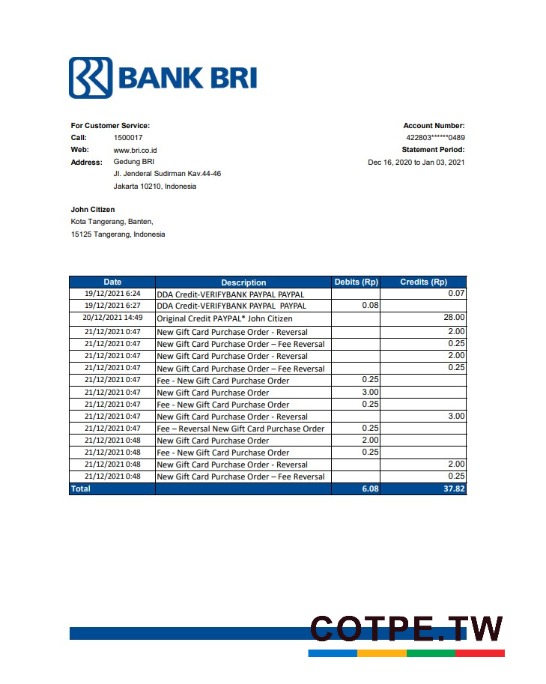 BANK BRI
For Customer Service:
Call: 1500017
Web: www.bri.co.id
Address: Gedung BRI
Jl. Jenderal Sudirman Kav.44-46
Jakarta 10210, Indonesia
Account Number:
422803******0489
Statement Period:
Dec 16, 2020 to Jan 03, 2021
John Citizen
Kota Tangerang, Banten,
15125 Tangerang, Indonesia
Date Description Debits (Rp) Credits (Rp)
19/12/2021 6:24 DDA Credit-VERIFYBANK PAYPAL PAYPAL 0.07
19/12/2021 6:27 DDA Credit-VERIFYBANK PAYPAL PAYPAL 0.08
20/12/2021 14:49 Original Credit PAYPAL* John Citizen 28.00
21/12/2021 0:47 New Gift Card Purchase Order - Reversal 2.00
21/12/2021 0:47 New Gift Card Purchase Order – Fee Reversal 0.25
21/12/2021 0:47 New Gift Card Purchase Order - Reversal 2.00
21/12/2021 0:47 New Gift Card Purchase Order – Fee Reversal 0.25
21/12/2021 0:47 Fee - New Gift Card Purchase Order 0.25
21/12/2021 0:47 New Gift Card Purchase Order 3.00
21/12/2021 0:47 Fee - New Gift Card Purchase Order 0.25
21/12/2021 0:47 New Gift Card Purchase Order - Reversal 3.00
21/12/2021 0:47 Fee – Reversal New Gift Card Purchase Order 0.25
21/12/2021 0:48 New Gift Card Purchase Order 2.00
21/12/2021 0:48 Fee - New Gift Card Purchase Order 0.25
21/12/2021 0:48 New Gift Card Purchase Order - Reversal 2.00
21/12/2021 0:48 New Gift Card Purchase Order – Fee Reversal 0.25
Total 6.08 37.82
COTPE.TW